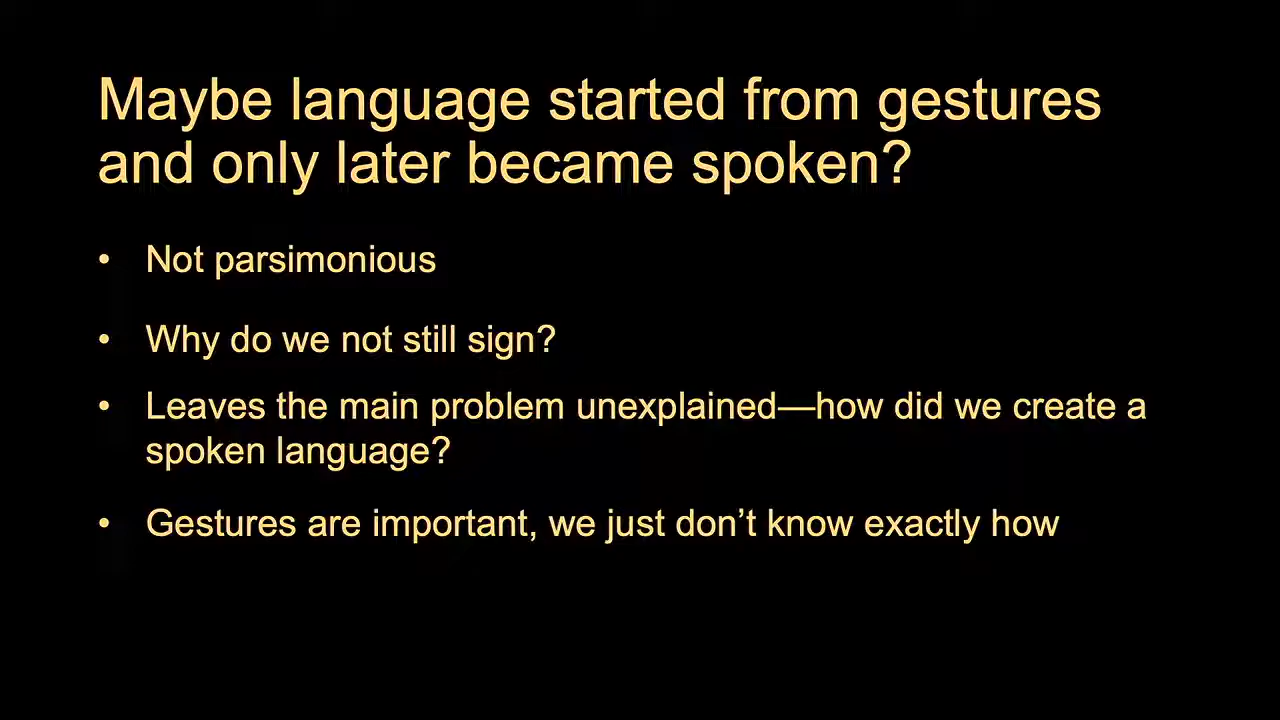 Maybe language started from gestures
and only later became spoken?
• Not parsimonious
• Why do we not still sign?
• Leaves the main problem unexplained—how did we create a
spoken language?
• Gestures are important, we just don’t know exactly how